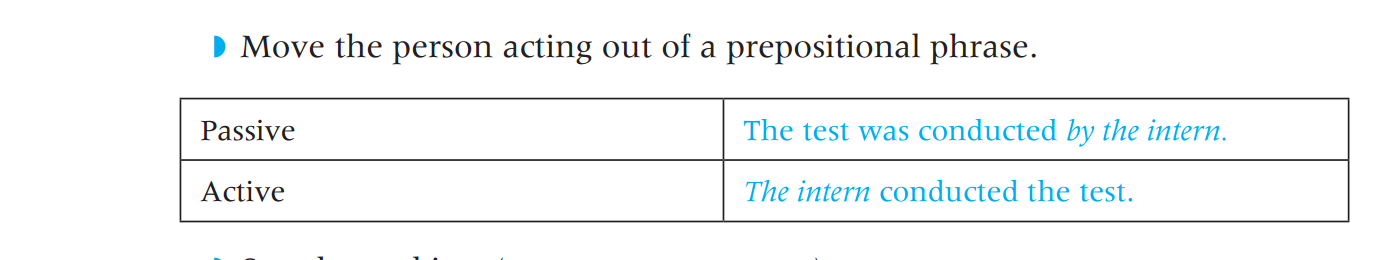 Move the person acting out of a prepositional phrase.
Passive The test was conducted by the intern.
Active The intern conducted the test.